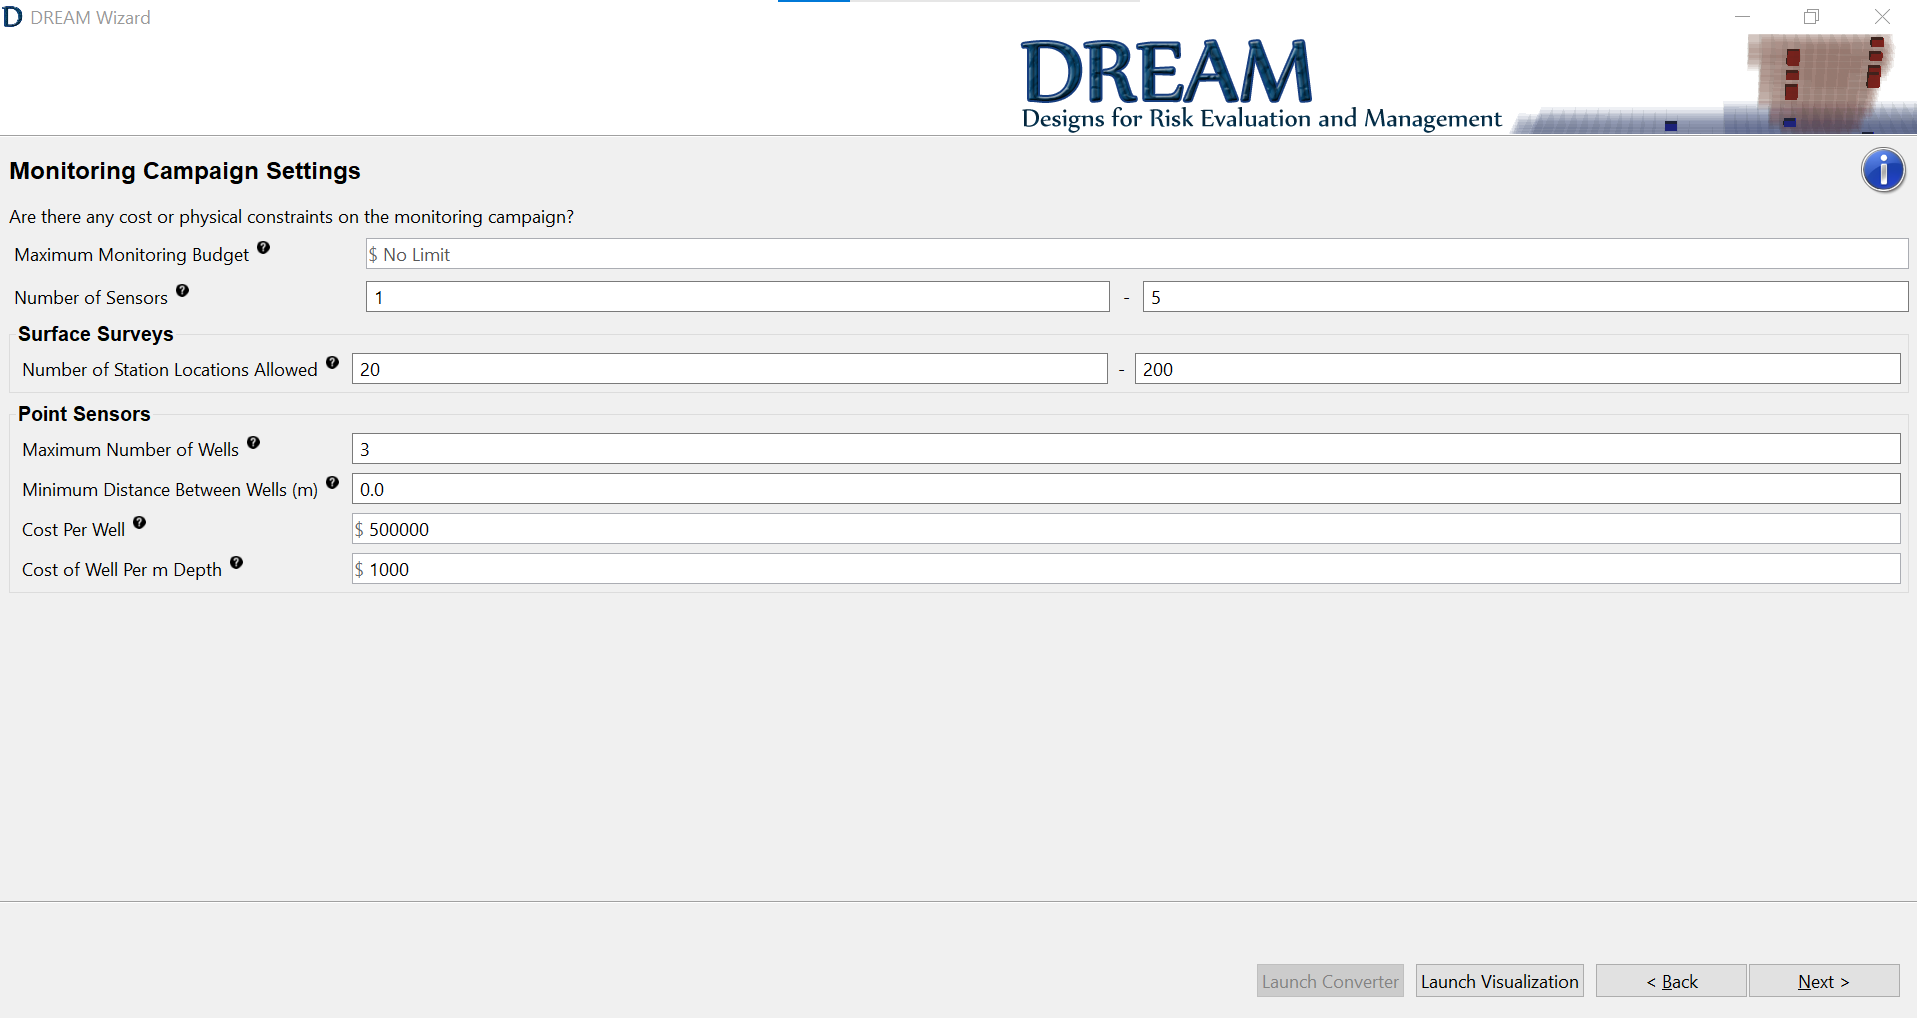 D DREAM Wizard
DREAM
Designs for Risk Evaluation and Management
Monitoring Campaign Settings
Are there any cost or physical constraints on the monitoring campaign?
Maximum Monitoring Budget ? $ No Limit
Number of Sensors ? 1 - 5
Surface Surveys
Number of Station Locations Allowed ? 20 - 200
Point Sensors
Maximum Number of Wells ? 3
Minimum Distance Between Wells (m) ? 0.0
Cost Per Well ? $ 500000
Cost of Well Per m Depth ? $ 1000
Launch Converter Launch Visualization < Back Next >